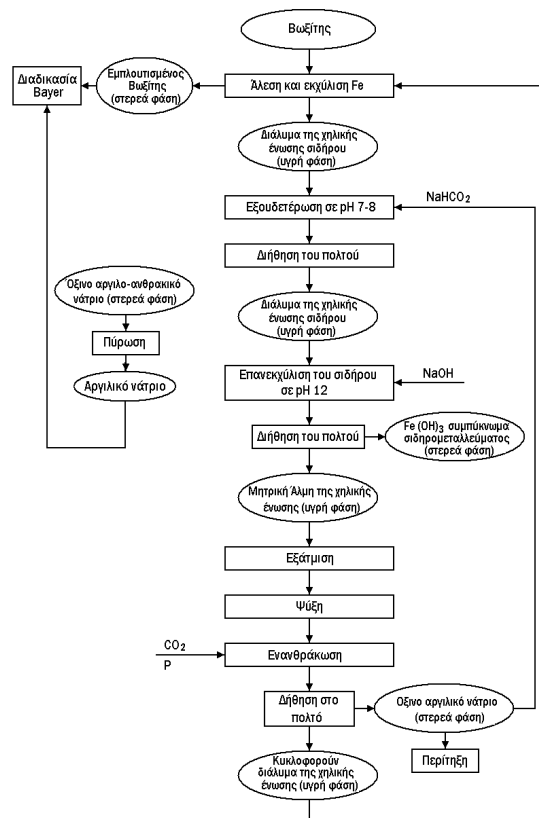 Βωξίτης
Διαδικασία
Bayer
Εμπλουτισμένος
Βωξίτης
(στερεά φάση)
Άλεση και εκχύλιση Fe
Διάλυμα της χηλικής
ένωσης σιδήρου
(υγρή φάση)
Εξουδετέρωση σε pH 7-8
NaHCO2
Διήθηση του πολτού
Όξινο αργιλο-ανθρακικό
νάτριο (στερεά φάση)
Διάλυμα της χηλικής
ένωσης σιδήρου
(υγρή φάση)
Πύρωση
Επανεκχύλιση του σιδήρου
σε pH 12
NaOH
Αργιλικό νάτριο
Διήθηση του πολτού
Fe (OH)3 συμπύκνωμα
σιδηρομεταλλεύματος
(στερεά φάση)
Μητρική Άλμη της χηλικής
ένωσης (υγρή φάση)
Εξάτμιση
Ψύξη
CO2
P
Ενανθράκωση
Δήθηση στο
πολτό
Οξινο αργιλικό νάτριο
(στερεά φάση)
Περίτηξη
Κυκλοφορούν
διάλυμα της χηλικής
ένωσης (υγρή φάση)